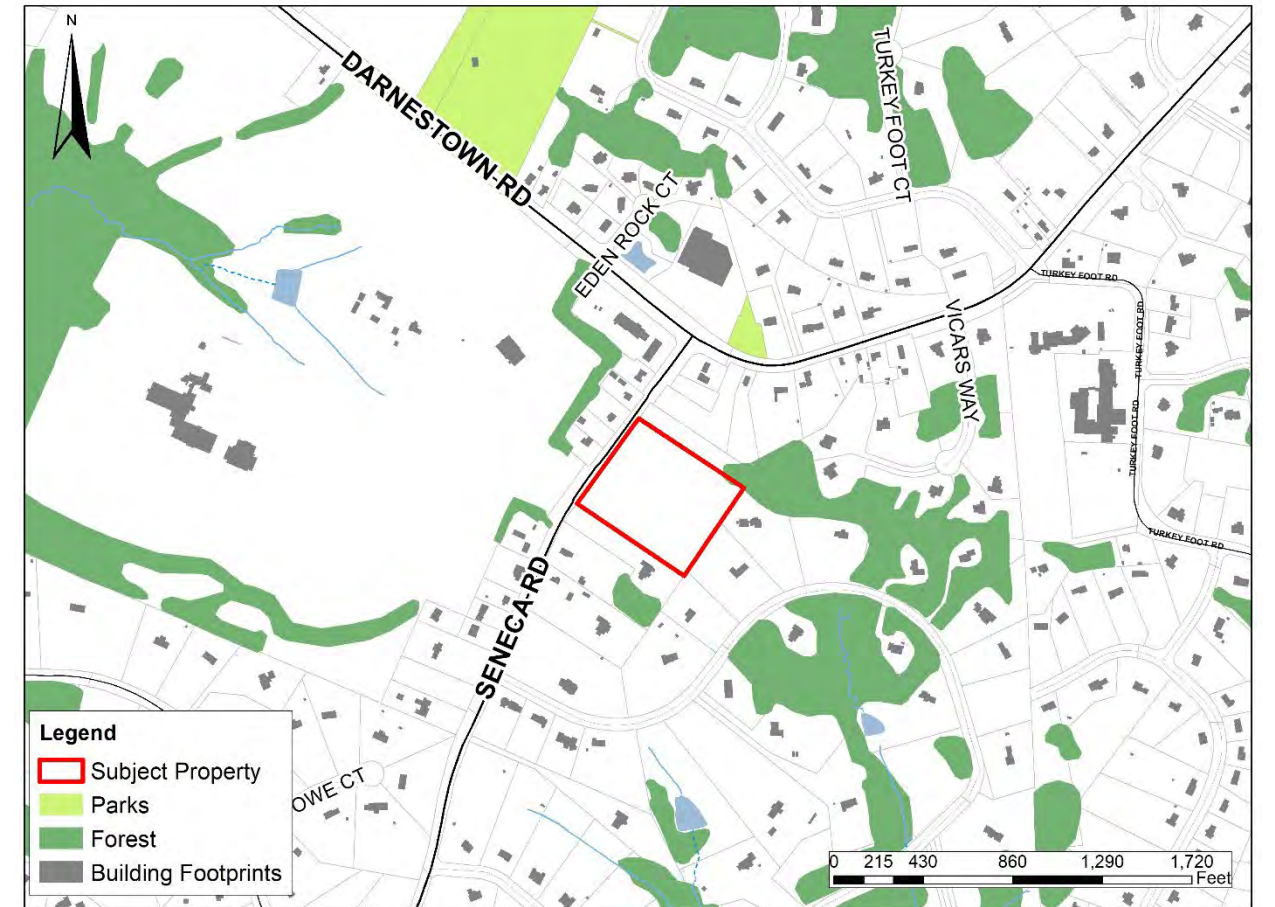 N
DARNESTOWN RD
TURKEY FOOT CT
EDEN ROCK CT
TURKEY FOOT RD
VICARS WAY
TURKEY FOOT RD
TURKEY FOOT RD
TURKEY FOOT RD
SENECA RD
OWE CT
Legend
Subject Property
Parks
Forest
Building Footprints
0 215 430 860 1,290 1,720
Feet